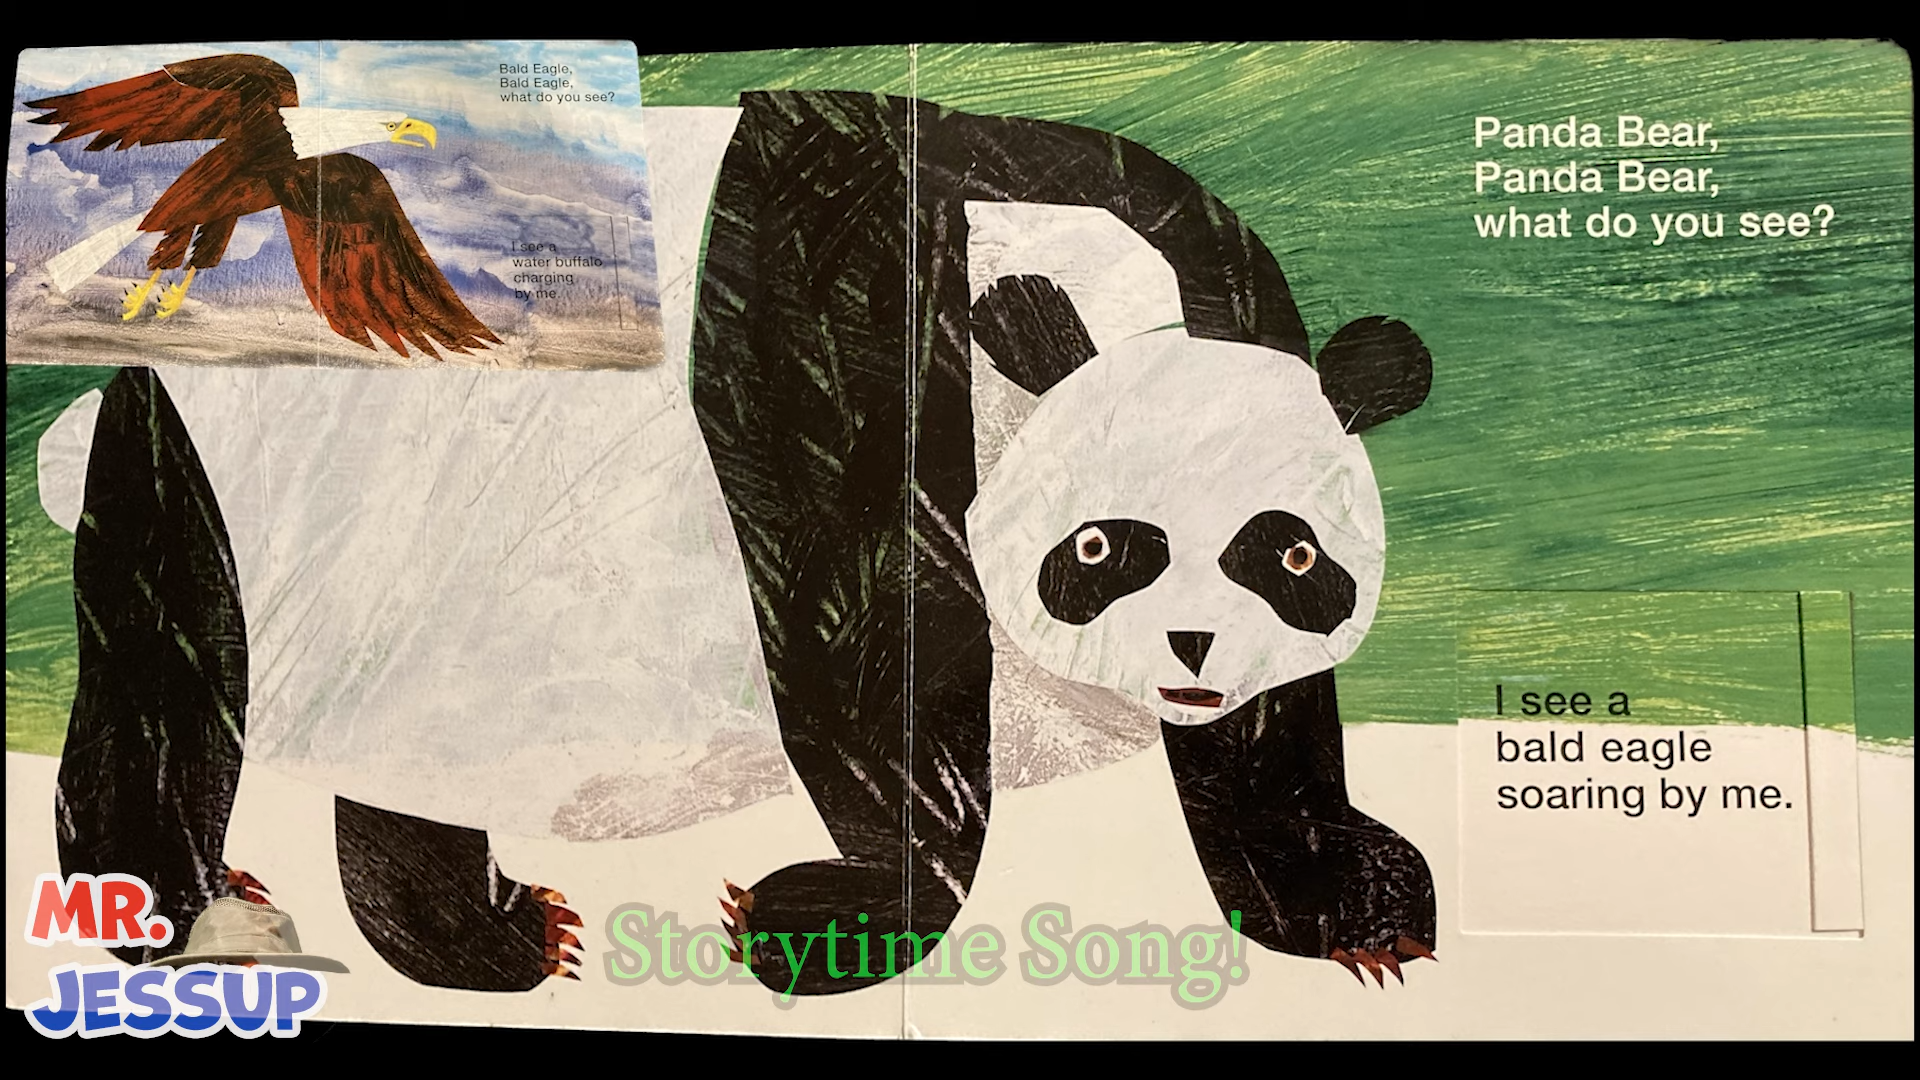 Bald Eagle,
Bald Eagle,
what do you see?
I see a
water buffalo
charging
by me.
Panda Bear,
Panda Bear,
what do you see?
I see a
bald eagle
soaring by me.
MR.
JESSUP
Storytime Song!